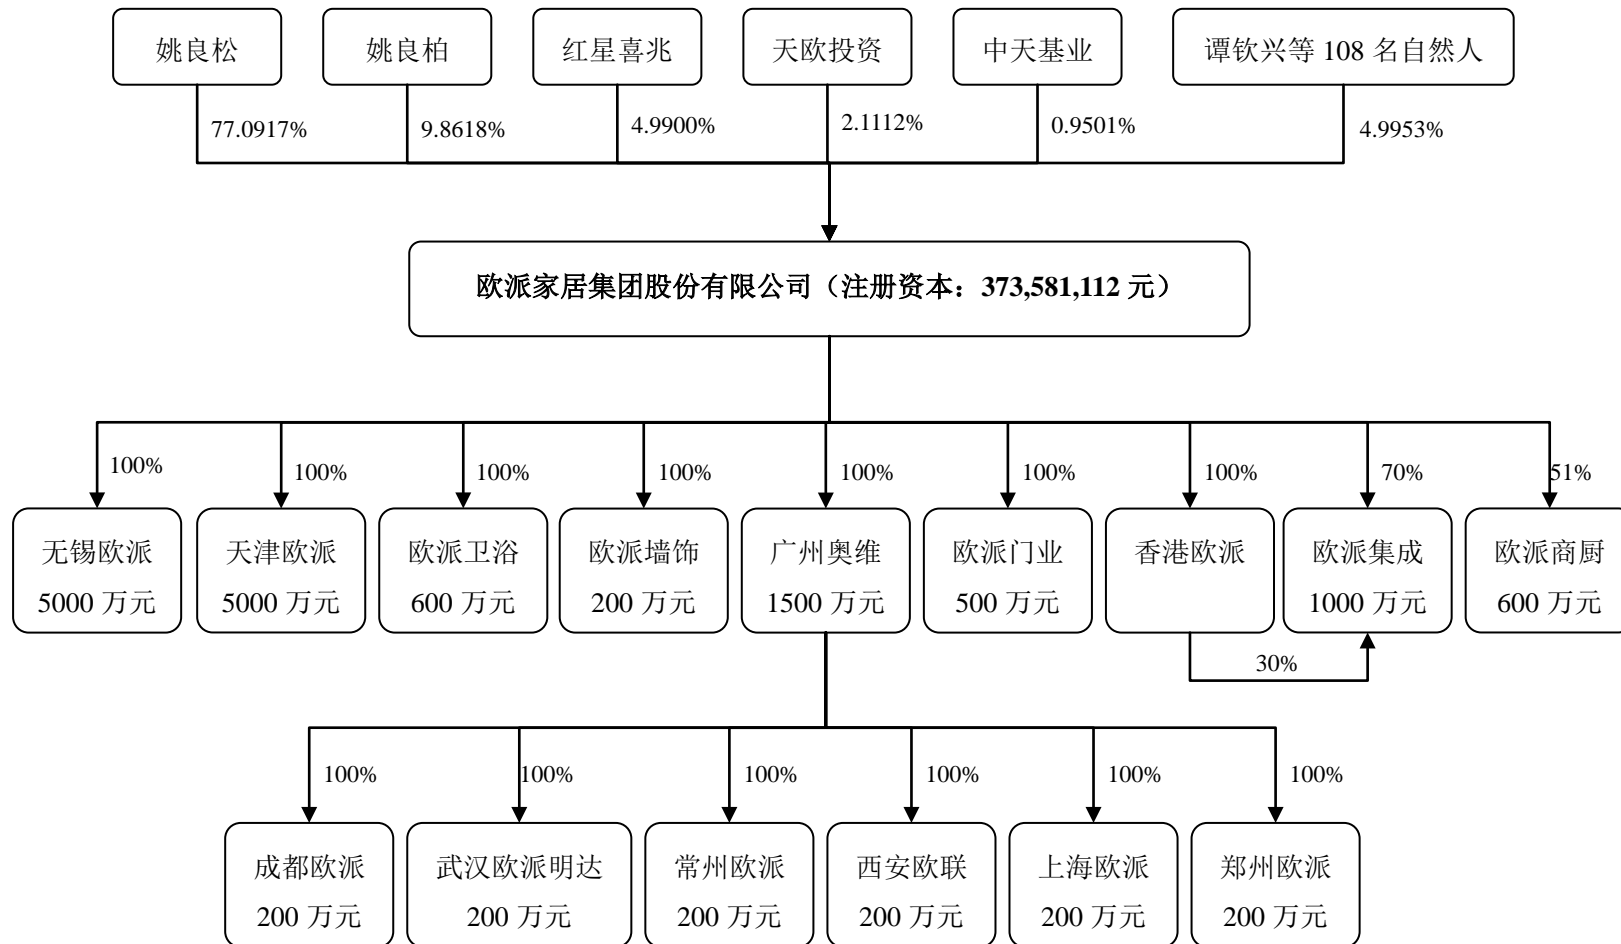 姚良松
姚良柏
红星喜兆
天欧投资
中天基业
谭钦兴等 108 名自然人
77.0917%
9.8618%
4.9900%
2.1112%
0.9501%
4.9953%
欧派家居集团股份有限公司（注册资本：373,581,112 元）
100%
100%
100%
100%
100%
100%
100%
70%
51%
无锡欧派
5000 万元
天津欧派
5000 万元
欧派卫浴
600 万元
欧派墙饰
200 万元
广州奥维
1500 万元
欧派门业
500 万元
香港欧派
欧派集成
1000 万元
欧派商厨
600 万元
30%
100%
100%
100%
100%
100%
100%
成都欧派
200 万元
武汉欧派明达
200 万元
常州欧派
200 万元
西安欧联
200 万元
上海欧派
200 万元
郑州欧派
200 万元